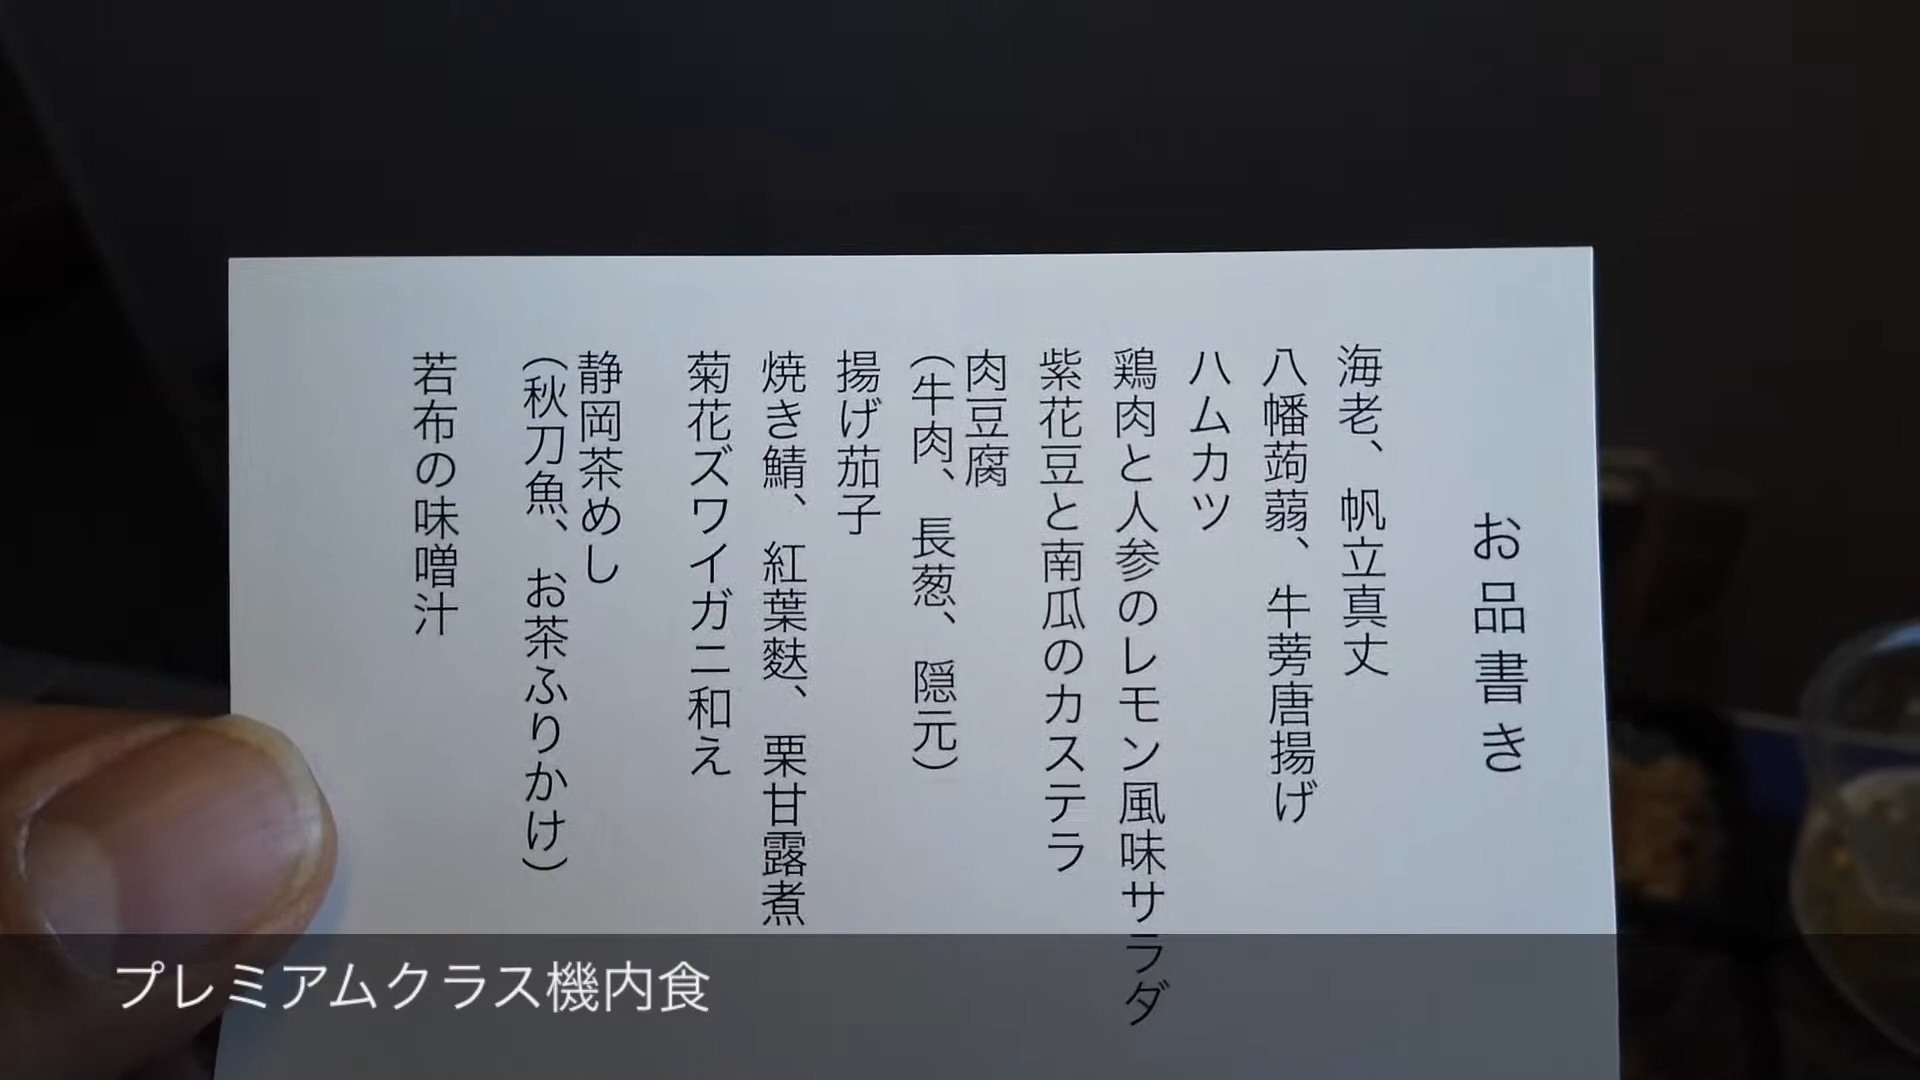 お品書き
海老、帆立真丈
八幡蒟蒻、牛蒡唐揚げ
ハムカツ
鶏肉と人参のレモン風味サラダ
紫花豆と南瓜のカステラ
肉豆腐
（牛肉、長葱、隠元）
揚げ茄子
焼き鯖、紅葉麩、栗甘露煮
菊花ズワイガニ和え
静岡茶めし
（秋刀魚、お茶ふりかけ）
若布の味噌汁
プレミアムクラス機内食